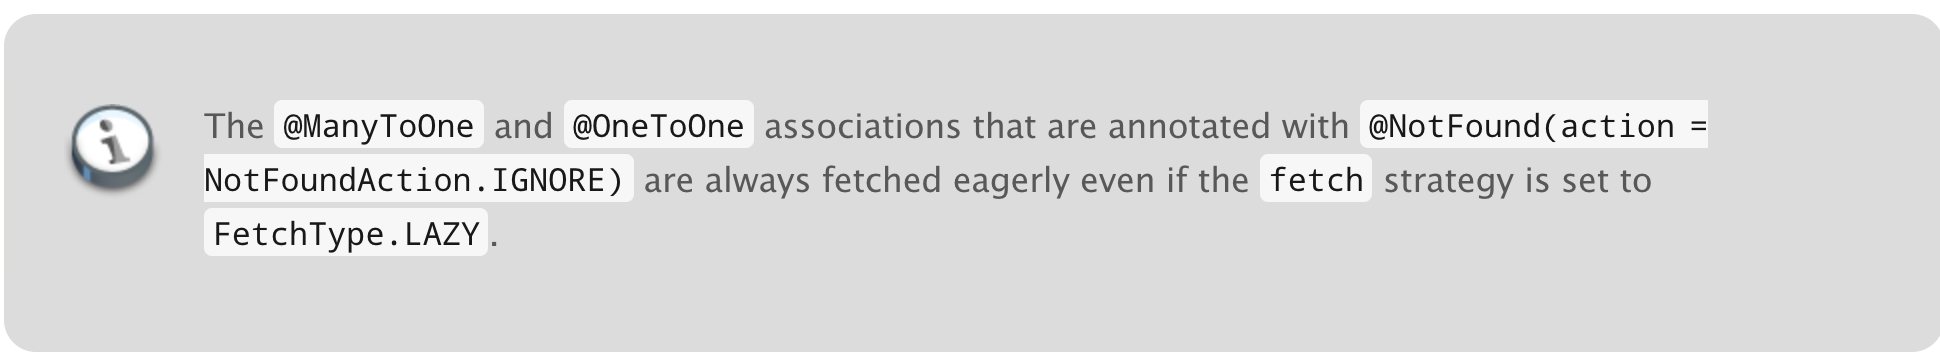 The @ManyToOne and @OneToOne associations that are annotated with @NotFound(action =
NotFoundAction.IGNORE) are always fetched eagerly even if the fetch strategy is set to
FetchType.LAZY.